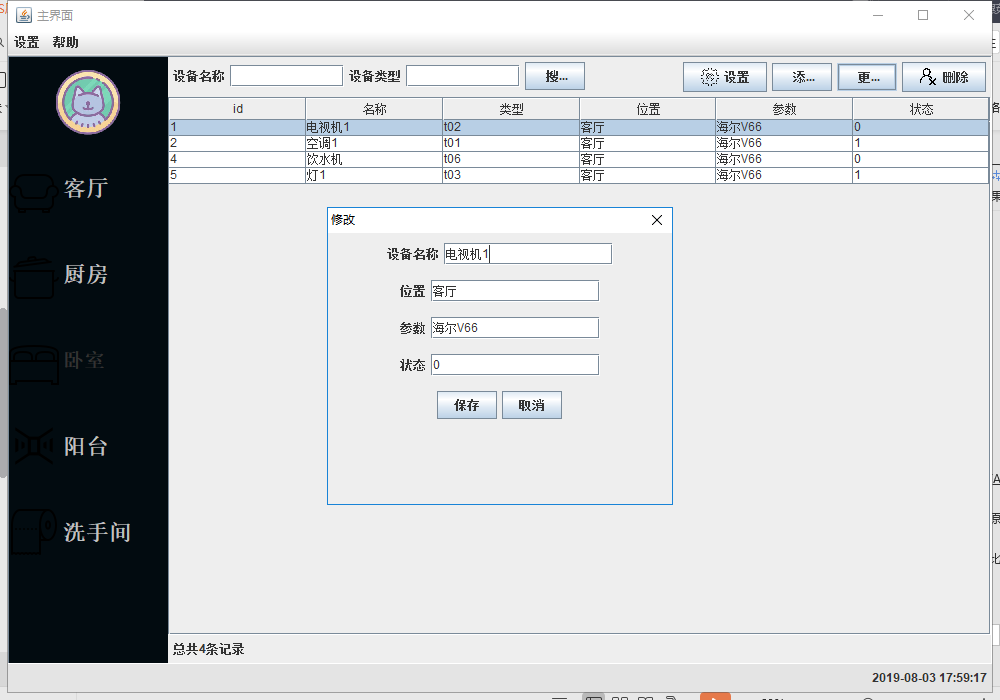 主界面
设置 帮助
设备名称 设备类型 搜... 设置 添... 更... 删除
id 名称 类型 位置 参数 状态
1 电视机1 t02 客厅 海尔V66 0
2 空调1 t01 客厅 海尔V66 1
4 饮水机 t06 客厅 海尔V66 0
5 灯1 t03 客厅 海尔V66 1
客厅
厨房
卧室
阳台
洗手间
修改
设备名称 电视机1
位置 客厅
参数 海尔V66
状态 0
保存 取消
总共4条记录
2019-08-03 17:59:17